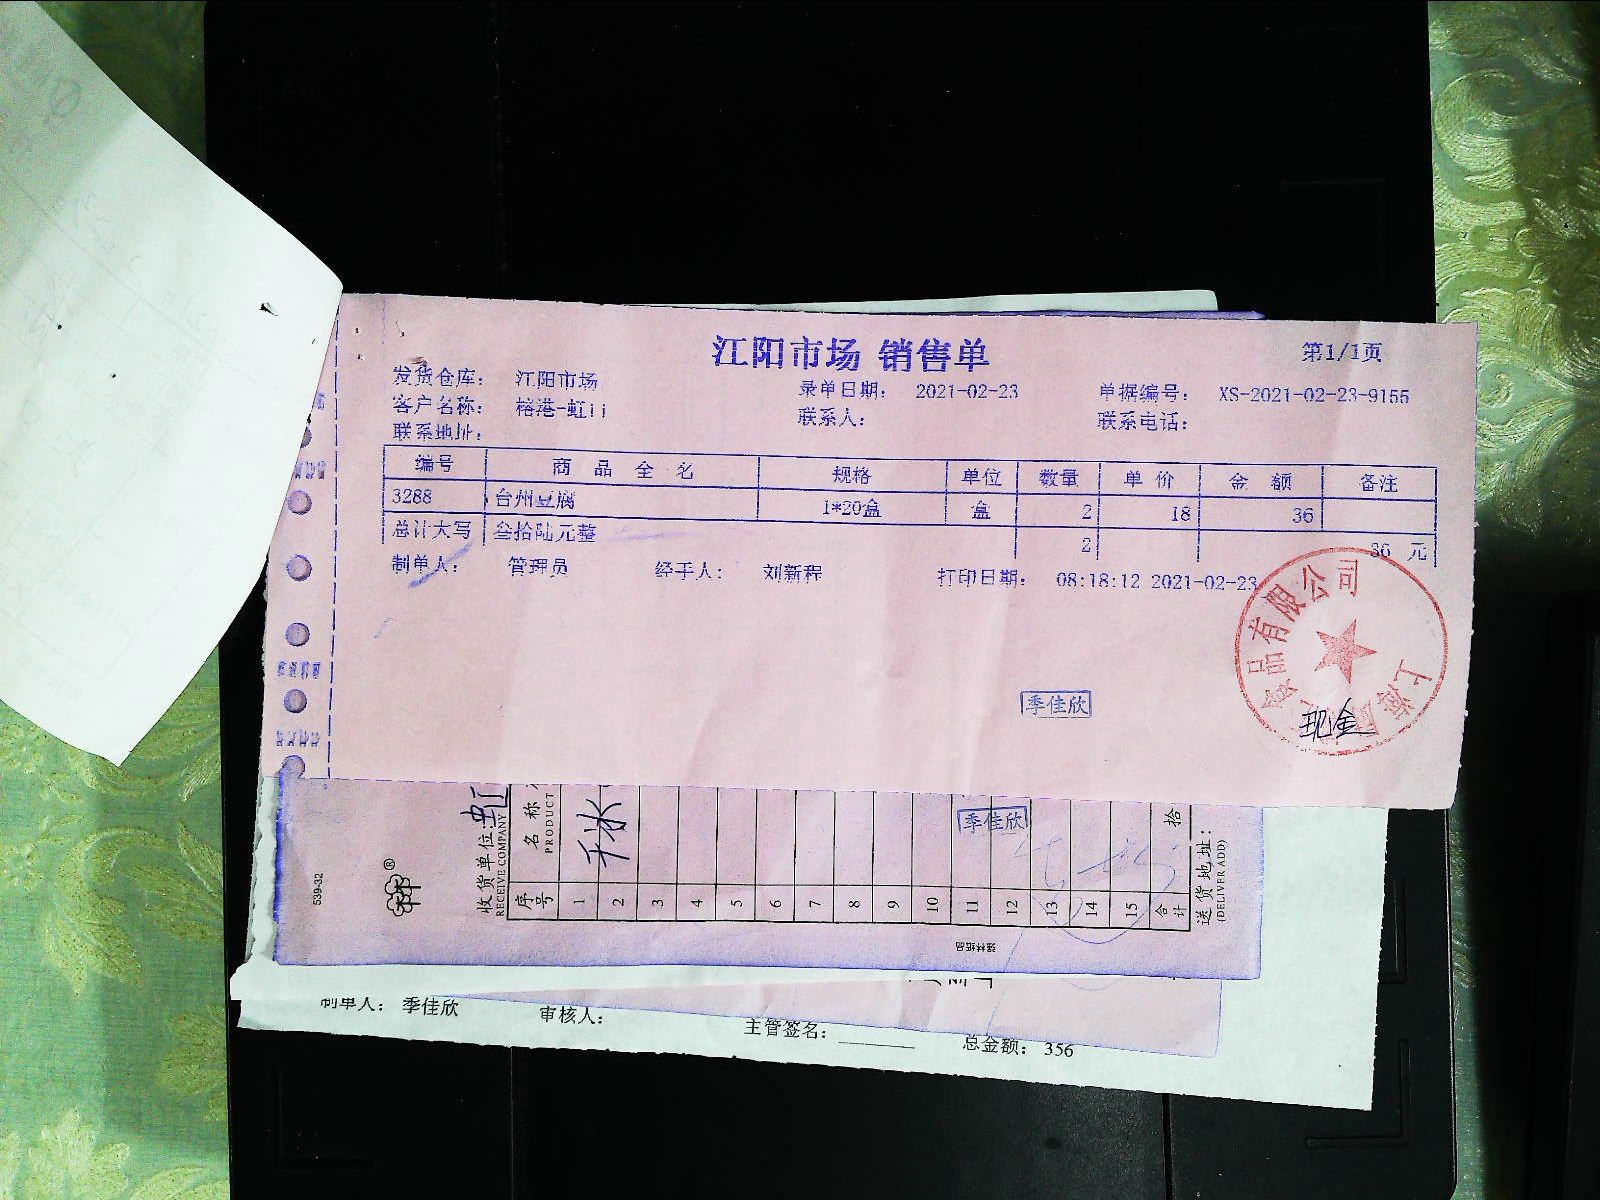 江阳市场 销售单
第1/1页
发货仓库： 江阳市场 录单日期： 2021-02-23 单据编号： XS-2021-02-23-9155
客户名称： 榕港-虹ii 联系人： 联系电话：
联系地址：
编号 商品全名 规格 单位 数量 单价 金额 备注
3288 台州豆腐 1*20盒 盒 2 18 36
总计大写 叁拾陆元整 2 36 元
制单人： 管理员 经手人： 刘新程 打印日期： 08:18:12 2021-02-23
食品有限公司
上海
季佳欣
现金
539-32
收货单位：虹
RECEIVE COMPANY
序号 名称
PRODUCT
1
2 千冰
3
4
5
6
7
8
9
10
11
12
13
14
15
合计 拾
季佳欣
送货地址：
(DELIVER ADD)
制单人： 季佳欣 审核人： 主管签名： 总金额： 356